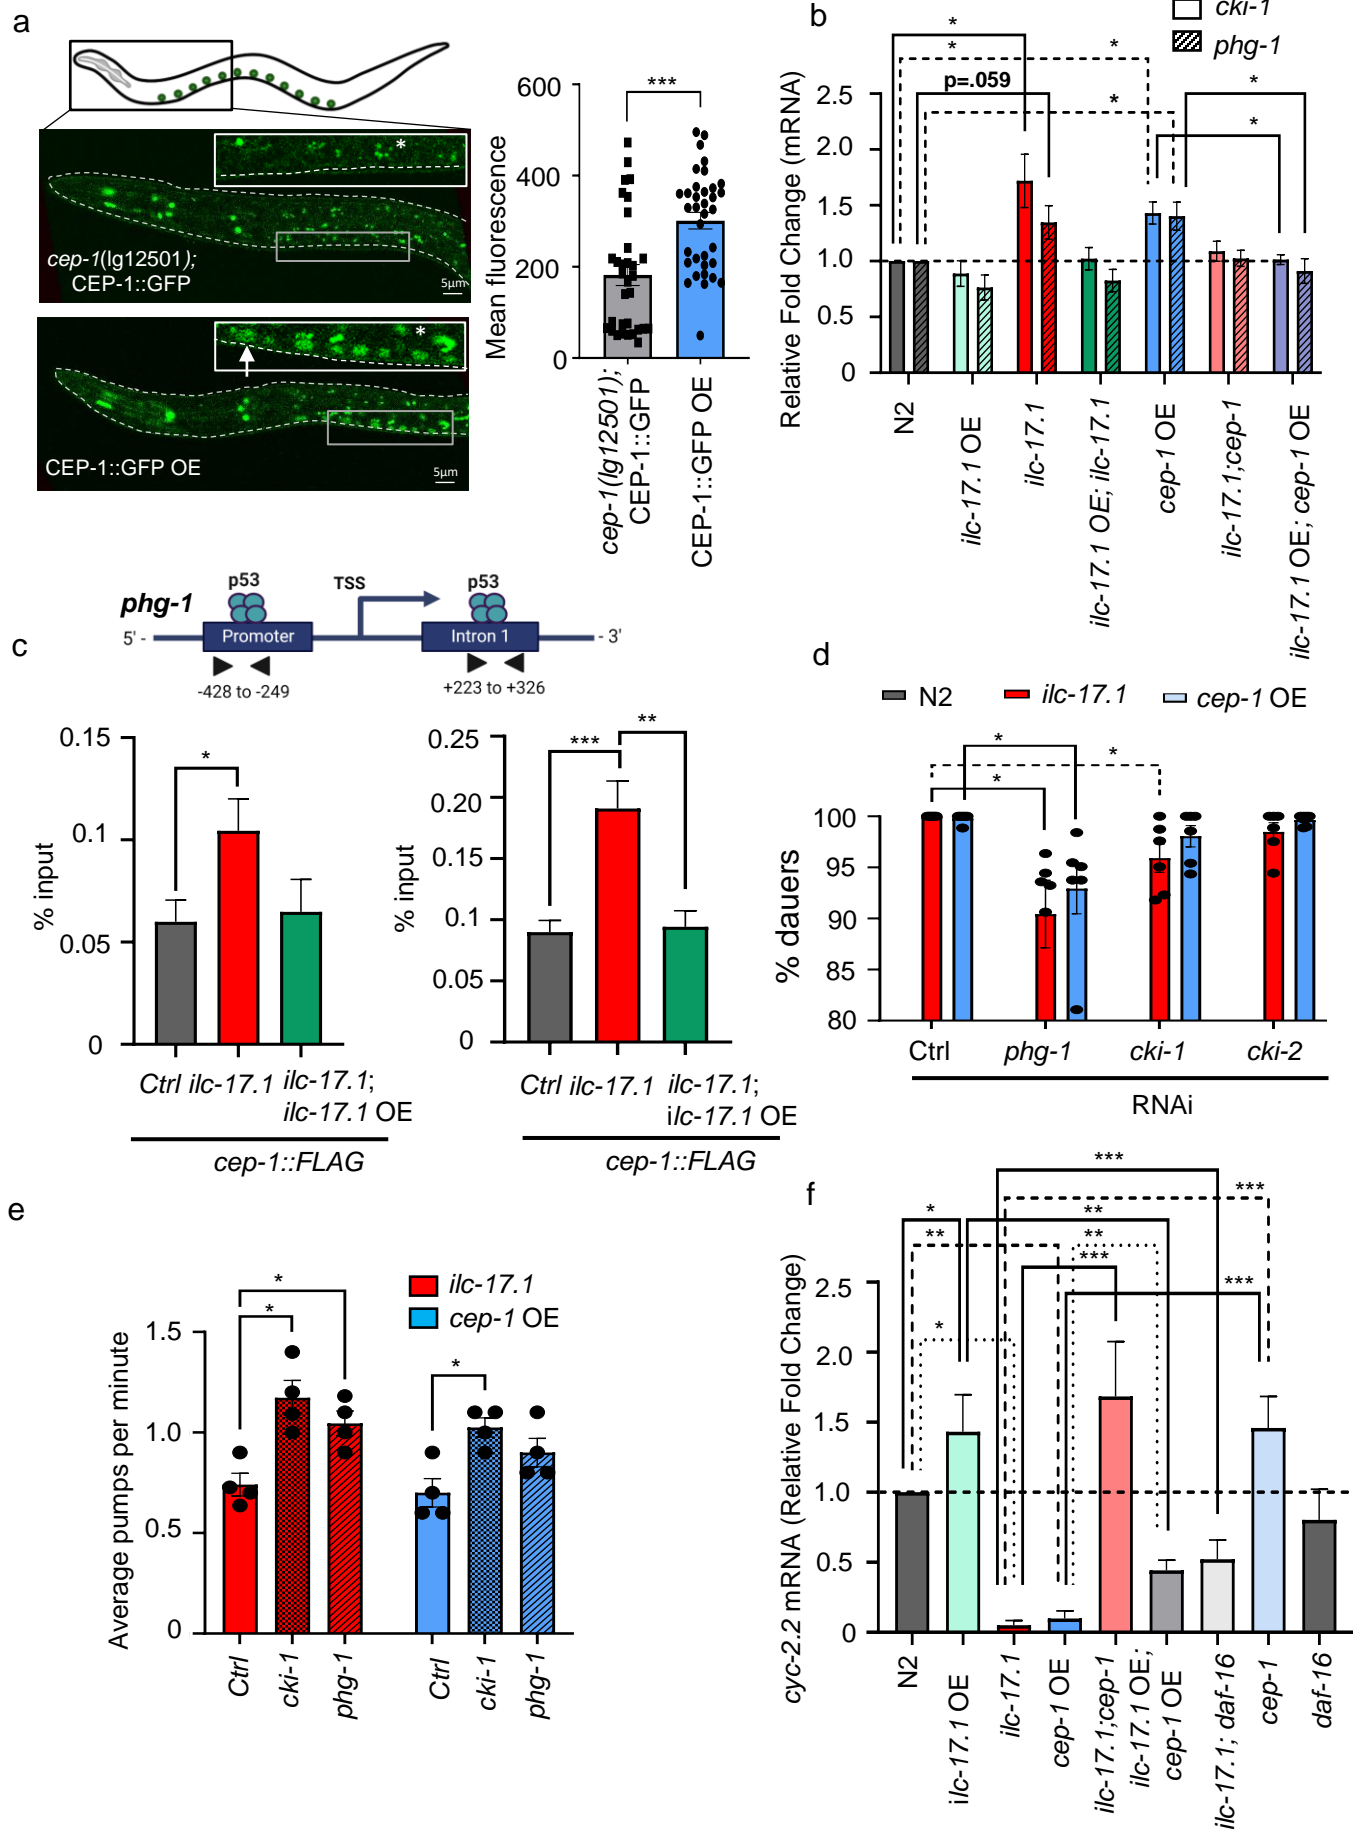 a
*
cep-1(lg12501);
CEP-1::GFP
5µm
*
CEP-1::GFP OE
5µm
Mean fluorescence
600
400
200
0
***
cep-1(lg12501);
CEP-1::GFP
CEP-1::GFP OE
b
cki-1
phg-1
*
*
*
p=.059
*
*
*
Relative Fold Change (mRNA)
2.5
2.0
1.5
1.0
0.5
0
N2
ilc-17.1 OE
ilc-17.1
ilc-17.1 OE; ilc-17.1
cep-1 OE
ilc-17.1;cep-1
ilc-17.1 OE; cep-1 OE
c
phg-1
p53
TSS
p53
5' -
Promoter
Intron 1
- 3'
-428 to -249
+223 to +326
% input
0.15
0.1
0.05
0
*
Ctrl
ilc-17.1
ilc-17.1;
ilc-17.1 OE
cep-1::FLAG
% input
0.25
0.20
0.15
0.1
0.05
0
***
**
Ctrl
ilc-17.1
ilc-17.1;
ilc-17.1 OE
cep-1::FLAG
d
N2
ilc-17.1
cep-1 OE
*
*
*
% dauers
100
95
90
85
80
Ctrl
phg-1
cki-1
cki-2
RNAi
e
ilc-17.1
cep-1 OE
*
*
*
Average pumps per minute
1.5
1.0
0.5
0
Ctrl
cki-1
phg-1
Ctrl
cki-1
phg-1
f
***
***
*
**
**
**
***
***
*
cyc-2.2 mRNA (Relative Fold Change)
2.5
2.0
1.5
1.0
0.5
0
N2
ilc-17.1 OE
ilc-17.1
cep-1 OE
ilc-17.1;cep-1
ilc-17.1 OE;
cep-1 OE
ilc-17.1; daf-16
cep-1
daf-16